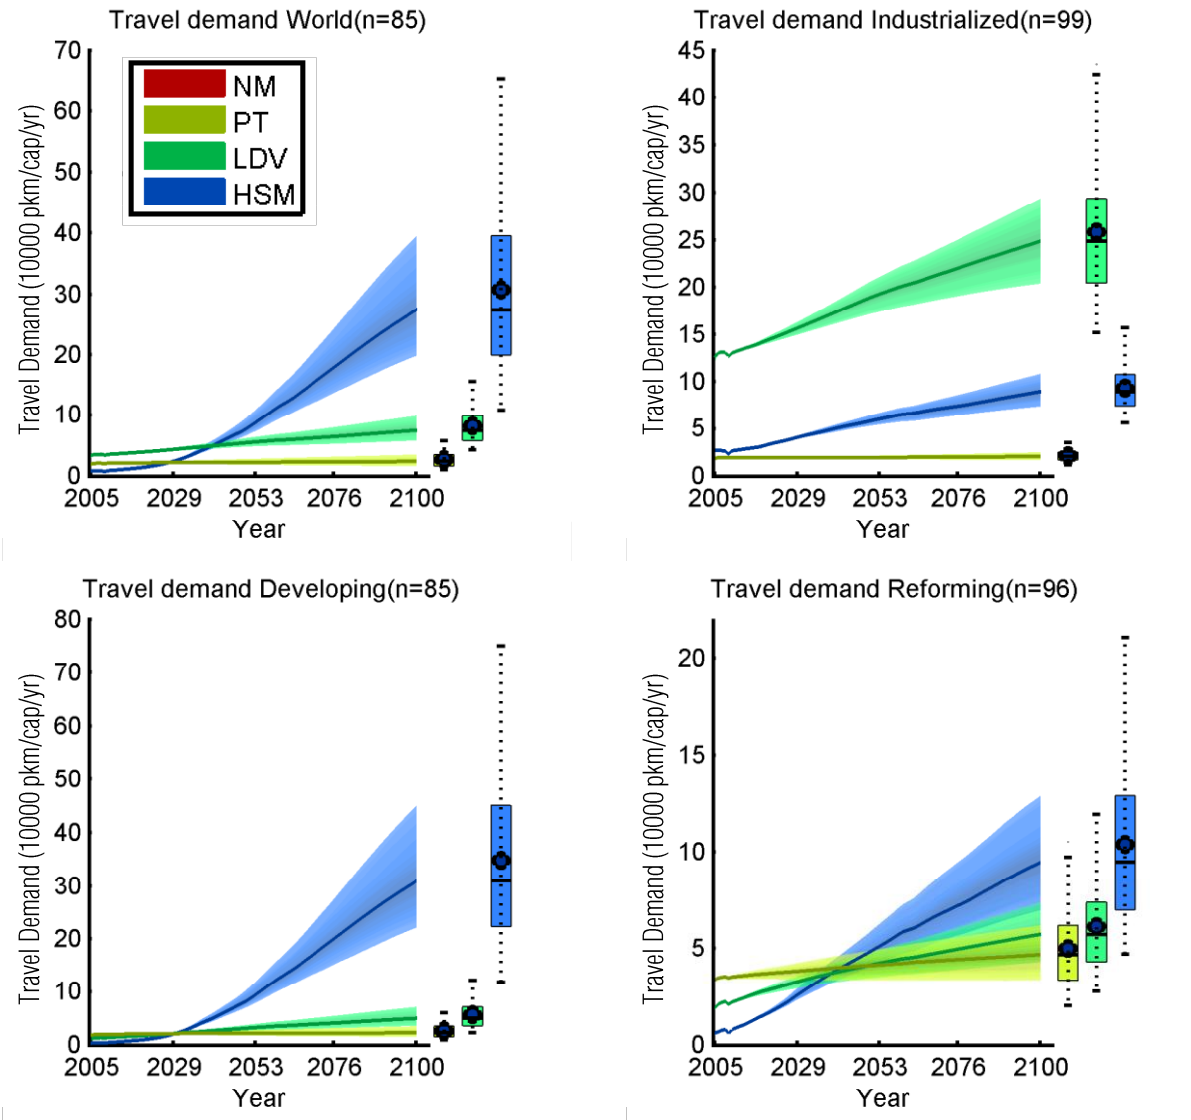 Travel demand World(n=85)
Travel Demand (10000 pkm/cap/yr)
70
60
50
40
30
20
10
0
NM
PT
LDV
HSM
2005 2029 2053 2076 2100
Year
Travel demand Industrialized(n=99)
Travel Demand (10000 pkm/cap/yr)
45
40
35
30
25
20
15
10
5
0
2005 2029 2053 2076 2100
Year
Travel demand Developing(n=85)
Travel Demand (10000 pkm/cap/yr)
80
70
60
50
40
30
20
10
0
2005 2029 2053 2076 2100
Year
Travel demand Reforming(n=96)
Travel Demand (10000 pkm/cap/yr)
20
15
10
5
0
2005 2029 2053 2076 2100
Year